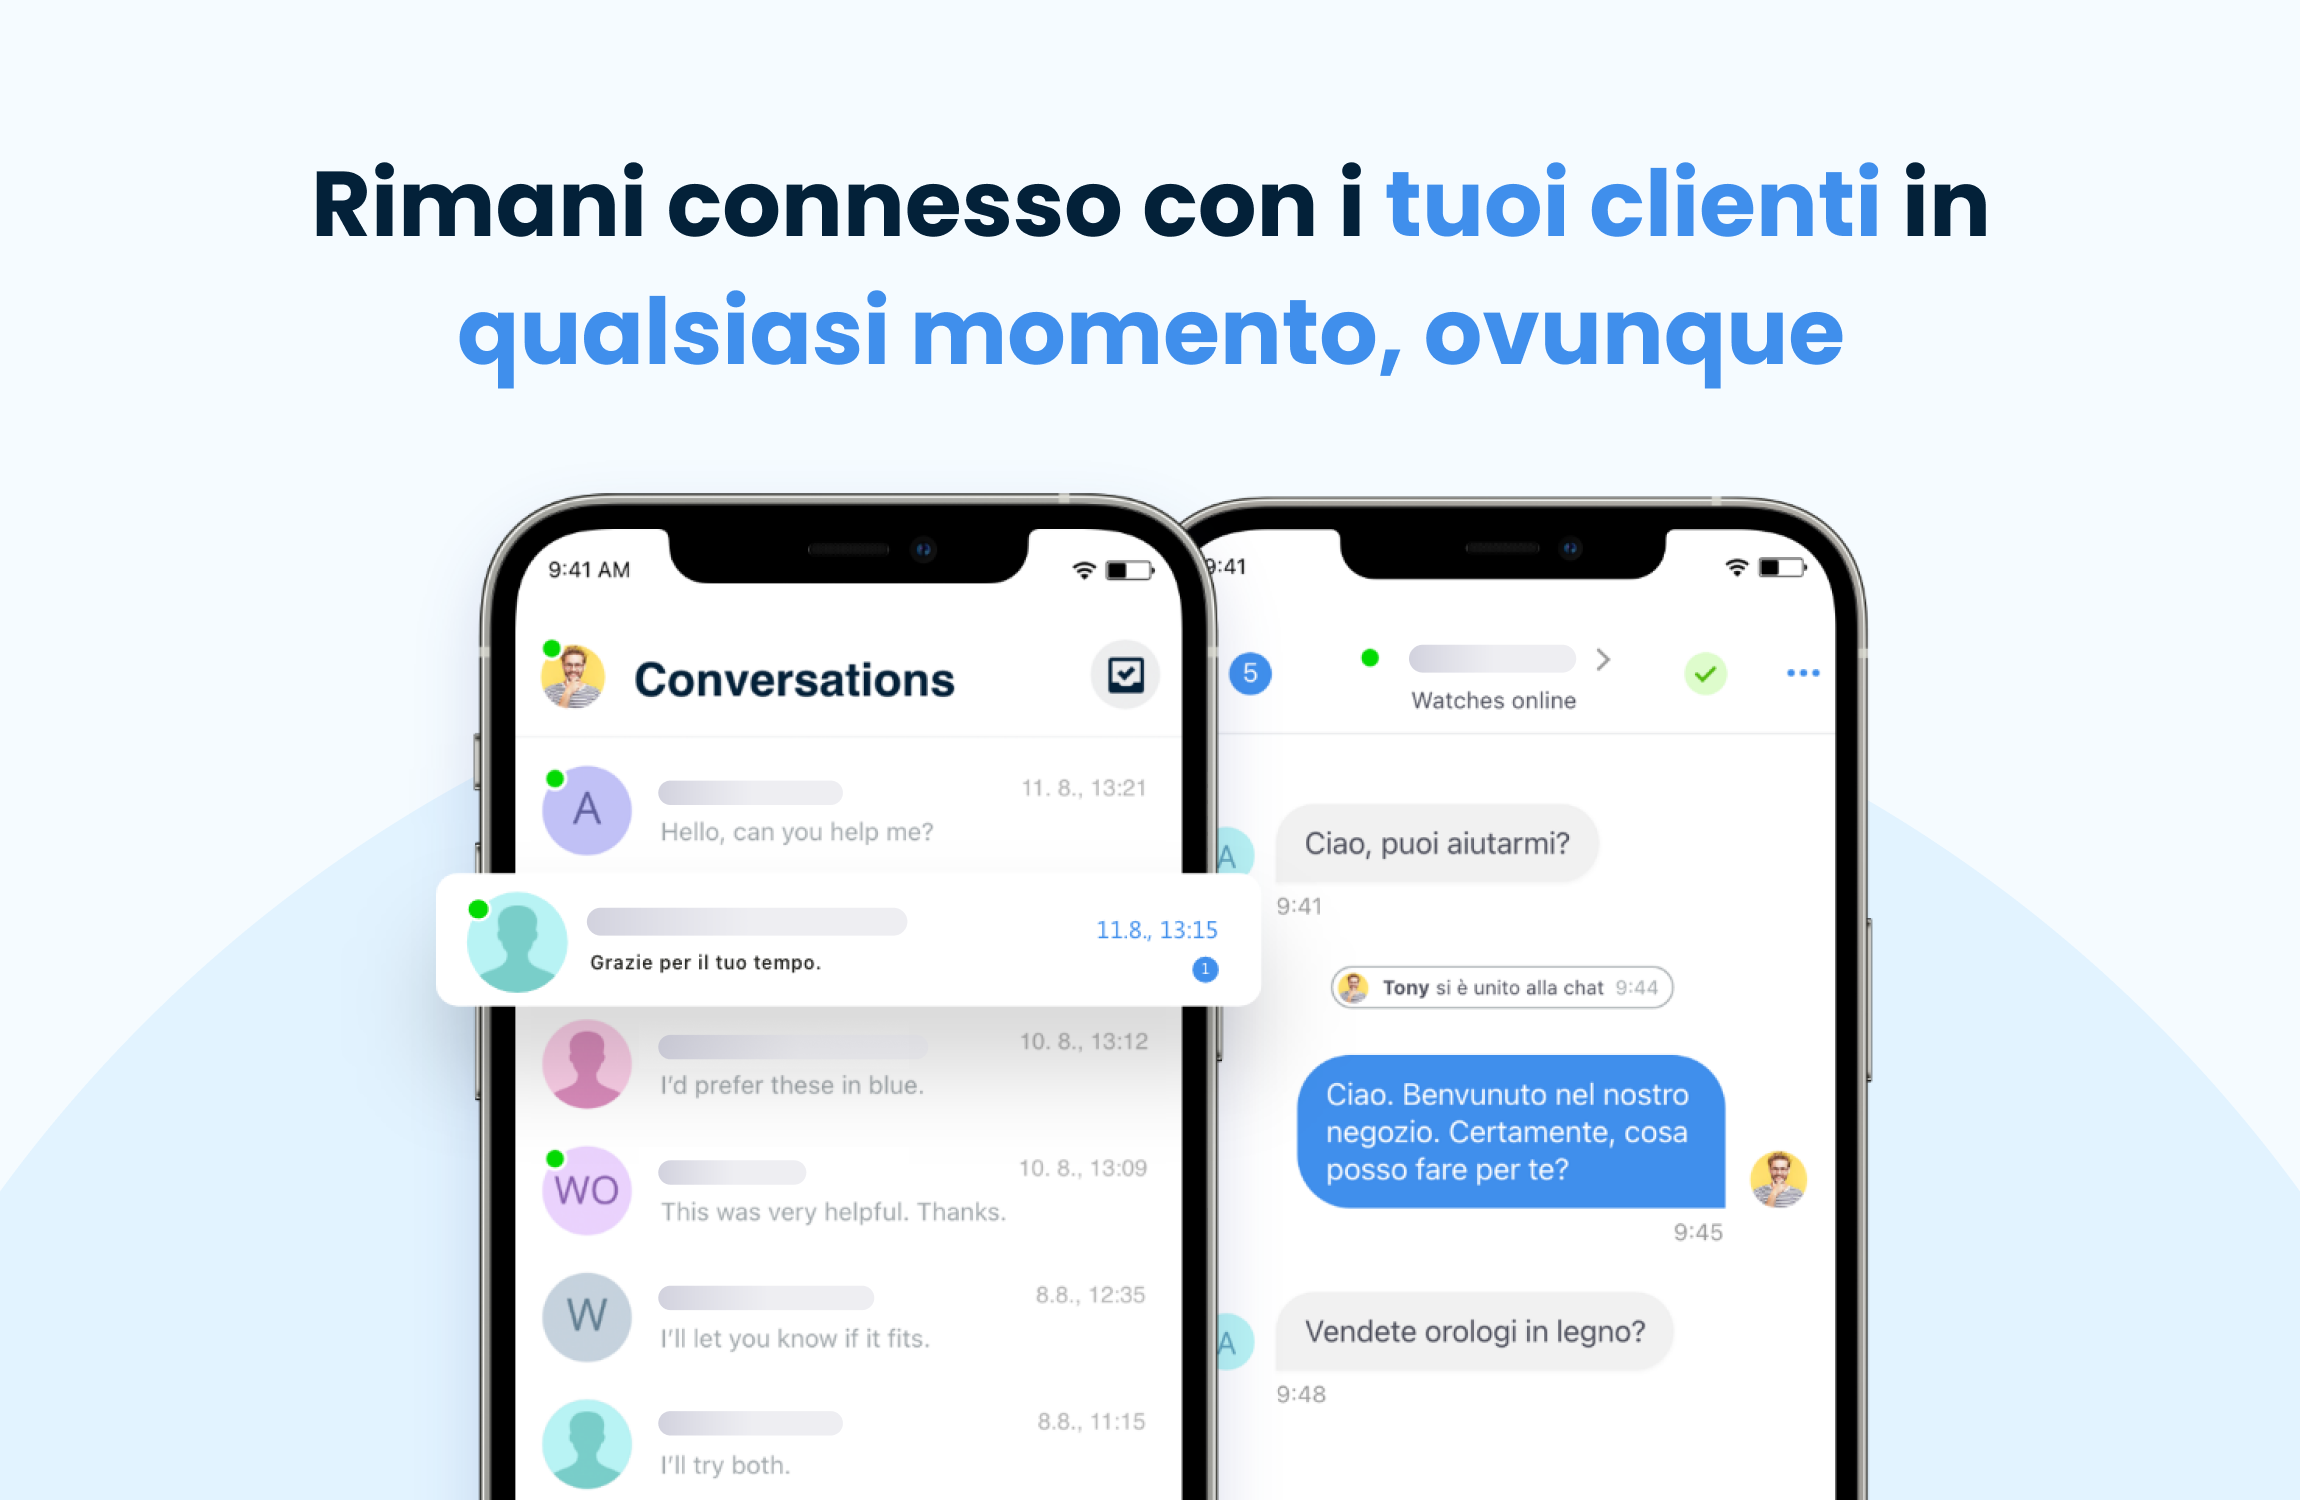 Rimani connesso con i tuoi clienti in
qualsiasi momento, ovunque
9:41 AM
Conversations
A
11. 8., 13:21
Hello, can you help me?
11.8., 13:15
Grazie per il tuo tempo.
1
10. 8., 13:12
I'd prefer these in blue.
WO
10. 8., 13:09
This was very helpful. Thanks.
W
8.8., 12:35
I'll let you know if it fits.
8.8., 11:15
I'll try both.
9:41
5
Watches online
A
Ciao, puoi aiutarmi?
9:41
Tony si è unito alla chat 9:44
Ciao. Benvunuto nel nostro
negozio. Certamente, cosa
posso fare per te?
9:45
A
Vendete orologi in legno?
9:48